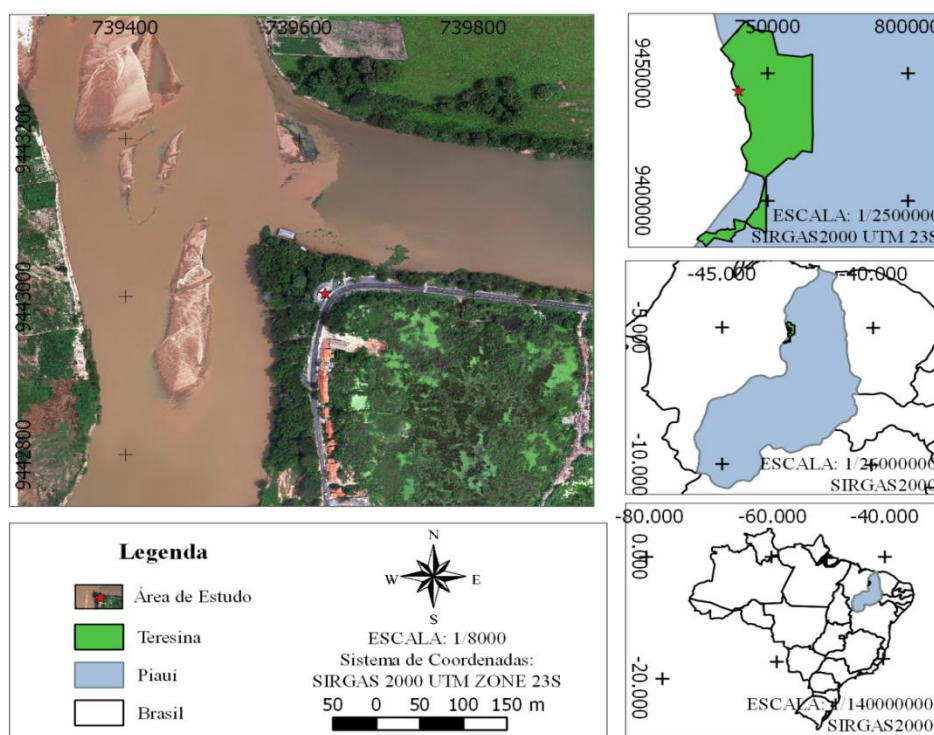 739400 739600 739800
9443200
9443000
9442800
750000 800000
9450000
9400000
ESCALA: 1/2500000
SIRGAS2000 UTM 23S
-45.000 -40.000
-5.000
-10.000
ESCALA: 1/26000000
SIRGAS2000
-80.000 -60.000 -40.000
0.000
-20.000
ESCALA: 1/140000000
SIRGAS2000
Legenda
Área de Estudo
Teresina
Piauí
Brasil
N
W E
S
ESCALA: 1/8000
Sistema de Coordenadas:
SIRGAS 2000 UTM ZONE 23S
50 0 50 100 150 m